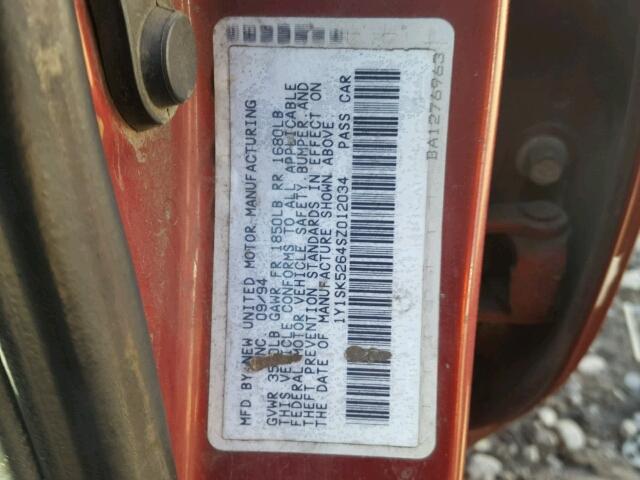 MFD BY NEW UNITED MOTOR MANUFACTURING
INC 09/94
GVWR LB GAWR FR 1850LB RR 1680LB
THIS VEHICLE CONFORMS TO ALL APPLICABLE
FEDERAL MOTOR VEHICLE SAFETY BUMPER AND
THEFT PREVENTION STANDARDS IN EFFECT ON
THE DATE OF MANUFACTURE SHOWN ABOVE
1Y1SK5264SZ012034 PASS CAR
BA1276963